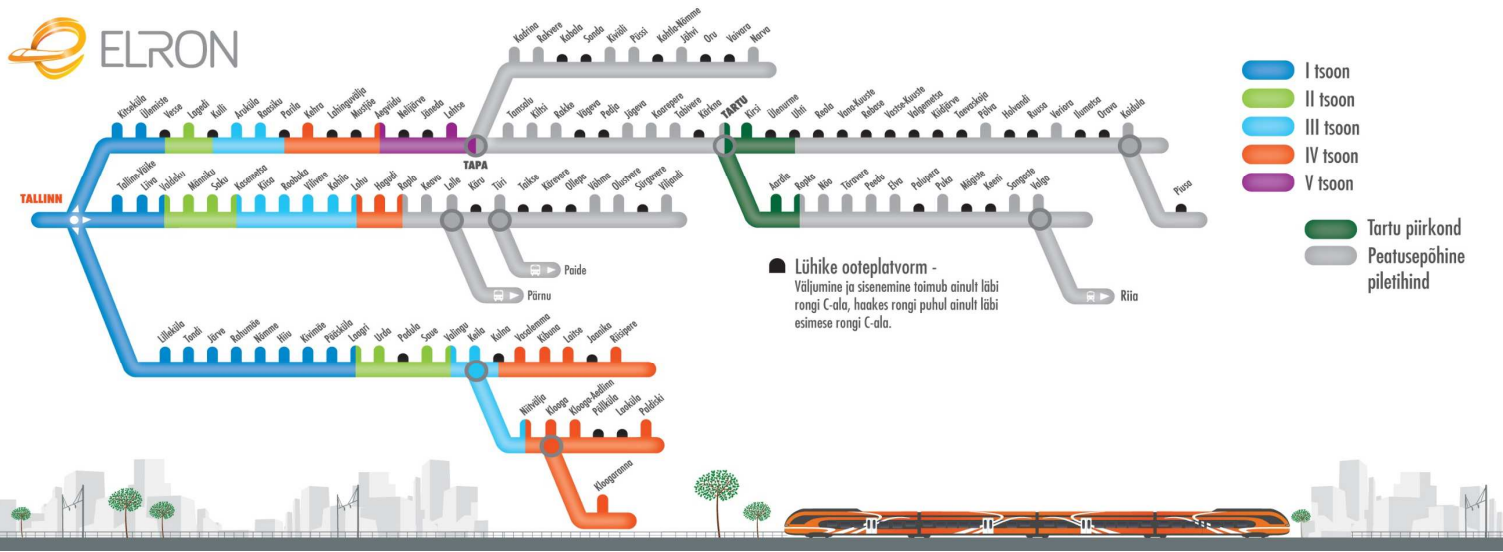 ELRON
Kadrina
Rakvere
Kabala
Sonda
Kiviõli
Püssi
Kohtla-Nõmme
Jõhvi
Oru
Vaivara
Narva
Kitseküla
Ülemiste
Vesse
Lagedi
Kulli
Aruküla
Raasiku
Parila
Kehra
Lahinguvälja
Mustjõe
Aegviidu
Nelijärve
Jäneda
Lehtse
TAPA
Tamsalu
Kiltsi
Rakke
Vägeva
Pedja
Jõgeva
Kaarepere
Tabivere
Kärkna
TARTU
Kirsi
Ülenurme
Uhti
Reola
Vana-Kuuste
Rebase
Vastse-Kuuste
Valgemetsa
Kiidjärve
Taevaskoja
Põlva
Holvandi
Ruusa
Veriora
Ilumetsa
Orava
Koidula
Piusa
TALLINN
Tallinn-Väike
Liiva
Valdeku
Männiku
Saku
Kasemetsa
Kiisa
Roobuka
Vilivere
Kohila
Lohu
Hagudi
Rapla
Keava
Lelle
Käru
Türi
Taikse
Kärevere
Ollepa
Võhma
Olustvere
Sürgavere
Viljandi
Aardla
Ropka
Nõo
Tõravere
Peedu
Elva
Palupera
Puka
Mägiste
Keeni
Sangaste
Valga
Paide
Pärnu
Riia
Lilleküla
Tondi
Järve
Rahumäe
Nõmme
Hiiu
Kivimäe
Pääsküla
Laagri
Urda
Padula
Saue
Valingu
Keila
Kulna
Vasalemma
Kibuna
Laitse
Jaanika
Riisipere
Niitvälja
Klooga
Klooga-Aedlinn
Põllküla
Laoküla
Paldiski
Kloogaranna
Lühike ooteplatvorm -
Väljumine ja sisenemine toimub ainult läbi
rongi C-ala, haakes rongi puhul ainult läbi
esimese rongi C-ala.
I tsoon
II tsoon
III tsoon
IV tsoon
V tsoon
Tartu piirkond
Peatusepõhine
piletihind